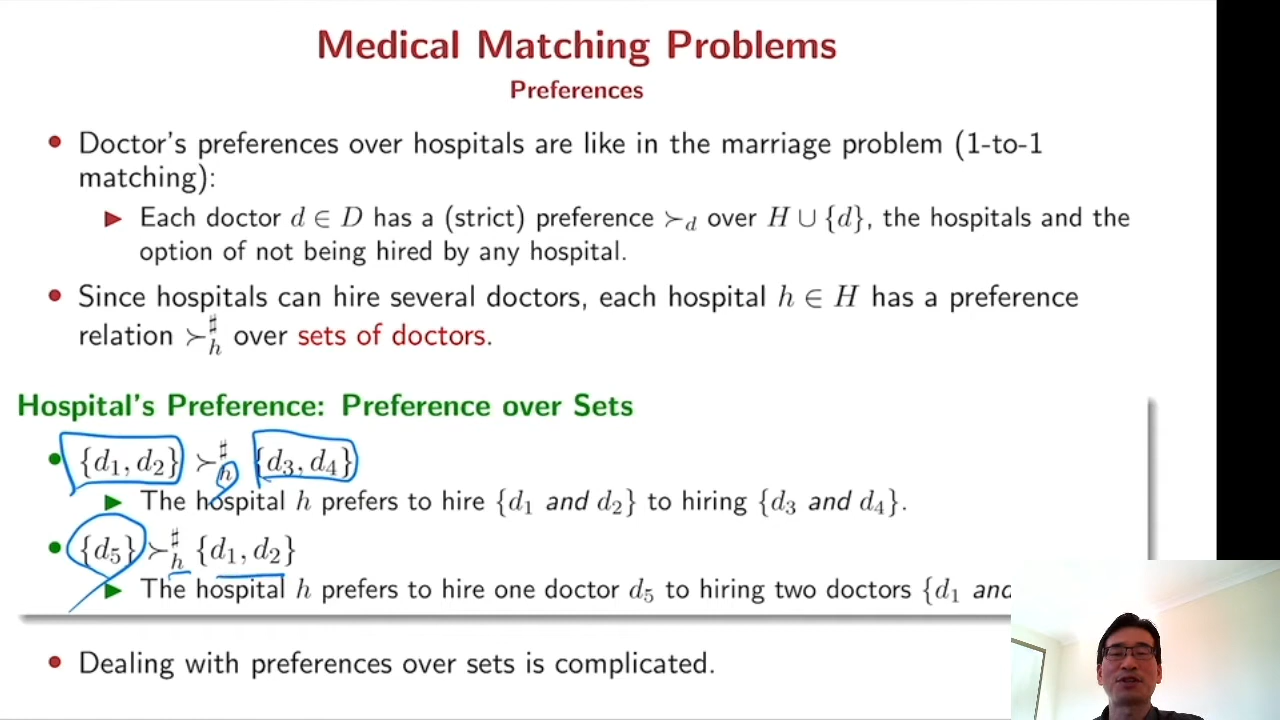 Medical Matching Problems
Preferences
• Doctor's preferences over hospitals are like in the marriage problem (1-to-1
matching):
▶ Each doctor d ∈ D has a (strict) preference ≻_d over H ∪ {d}, the hospitals and the
option of not being hired by any hospital.
• Since hospitals can hire several doctors, each hospital h ∈ H has a preference
relation ≻_h^♯ over sets of doctors.
Hospital's Preference: Preference over Sets
• {d₁, d₂} ≻_h^♯ {d₃, d₄}
▶ The hospital h prefers to hire {d₁ and d₂} to hiring {d₃ and d₄}.
• {d₅} ≻_h^♯ {d₁, d₂}
▶ The hospital h prefers to hire one doctor d₅ to hiring two doctors {d₁ and
• Dealing with preferences over sets is complicated.